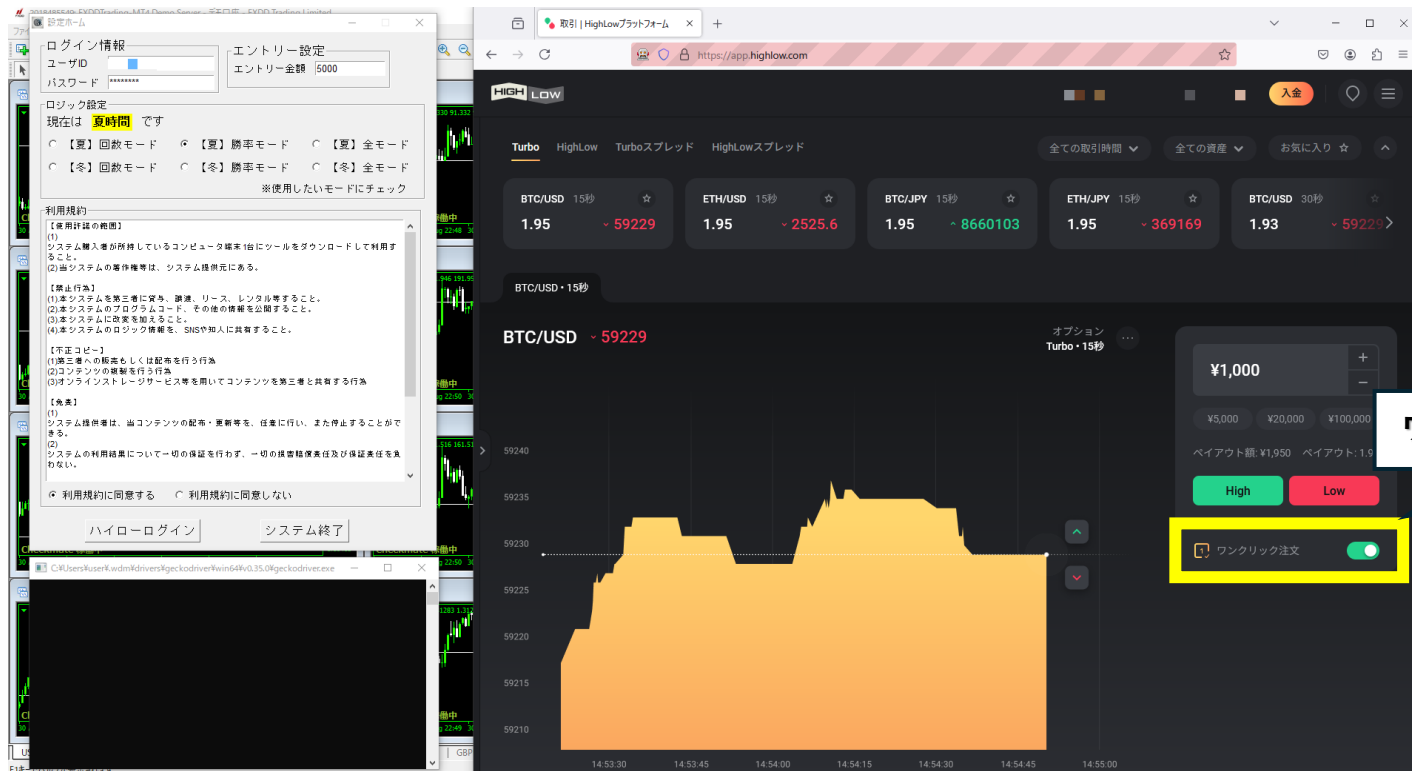 2018485549: FXDDTrading-MT4 Demo Server - デモ口座 - FXDD Trading Limited
設定ホーム
ログイン情報
ユーザID
パスワード ********
エントリー設定
エントリー金額 5000
ロジック設定
現在は 夏時間 です
【夏】回数モード 【夏】勝率モード 【夏】全モード
【冬】回数モード 【冬】勝率モード 【冬】全モード
※使用したいモードにチェック
利用規約
【使用許諾の範囲】
(1)
システム購入者が所持しているコンピュータ端末1台にツールをダウンロードして利用す
ること。
(2)当システムの著作権等は、システム提供元にある。
【禁止行為】
(1)本システムを第三者に貸与、譲渡、リース、レンタル等すること。
(2)本システムのプログラムコード、その他の情報を公開すること。
(3)本システムに改変を加えること。
(4)本システムのロジック情報を、SNSや知人に共有すること。
【不正コピー】
(1)第三者への販売もしくは配布を行う行為
(2)コンテンツの複製を行う行為
(3)オンラインストレージサービス等を用いてコンテンツを第三者と共有する行為
【免責】
(1)
システム提供者は、当コンテンツの配布・更新等を、任意に行い、また停止することがで
きる。
(2)
システムの利用結果について一切の保証を行わず、一切の損害賠償責任及び保証責任を負
わない。
利用規約に同意する 利用規約に同意しない
ハイローログイン システム終了
C:¥Users¥user¥.wdm¥drivers¥geckodriver¥win64¥v0.35.0¥geckodriver.exe
取引 | HighLowプラットフォーム
https://app.highlow.com
HIGH LOW
入金
Turbo HighLow Turboスプレッド HighLowスプレッド
全ての取引時間 全ての資産 お気に入り
BTC/USD 15秒
1.95 59229
ETH/USD 15秒
1.95 2525.6
BTC/JPY 15秒
1.95 8660103
ETH/JPY 15秒
1.95 369169
BTC/USD 30秒
1.93 59229
BTC/USD • 15秒
BTC/USD 59229
オプション
Turbo • 15秒
¥1,000
¥5,000 ¥20,000 ¥100,000
ペイアウト額: ¥1,950 ペイアウト: 1.9
High Low
ワンクリック注文
59240
59235
59230
59225
59220
59215
59210
14:53:30 14:53:45 14:54:00 14:54:15 14:54:30 14:54:45 14:55:00